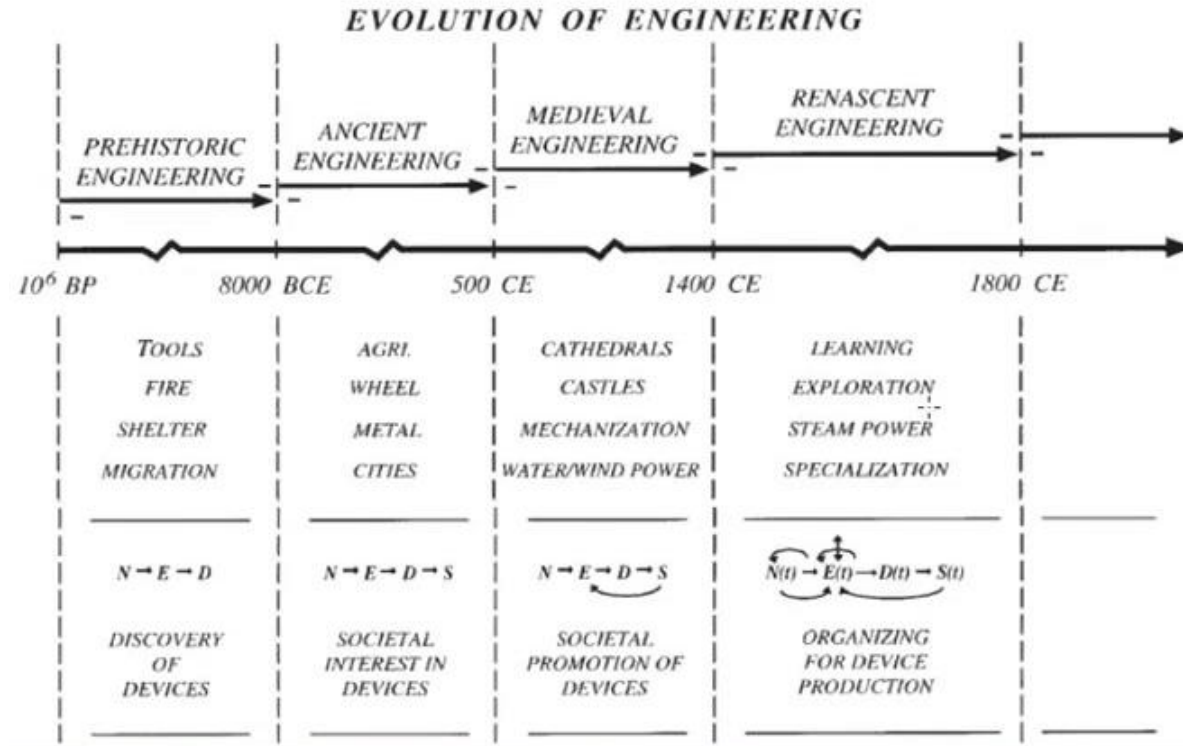 EVOLUTION OF ENGINEERING
PREHISTORIC
ENGINEERING
ANCIENT
ENGINEERING
MEDIEVAL
ENGINEERING
RENASCENT
ENGINEERING
10⁶ BP
8000 BCE
500 CE
1400 CE
1800 CE
TOOLS
FIRE
SHELTER
MIGRATION
AGRI.
WHEEL
METAL
CITIES
CATHEDRALS
CASTLES
MECHANIZATION
WATER/WIND POWER
LEARNING
EXPLORATION
STEAM POWER
SPECIALIZATION
N → E → D
N → E → D → S
N → E → D → S
N(t) → E(t) → D(t) → S(t)
DISCOVERY
OF
DEVICES
SOCIETAL
INTEREST IN
DEVICES
SOCIETAL
PROMOTION OF
DEVICES
ORGANIZING
FOR DEVICE
PRODUCTION